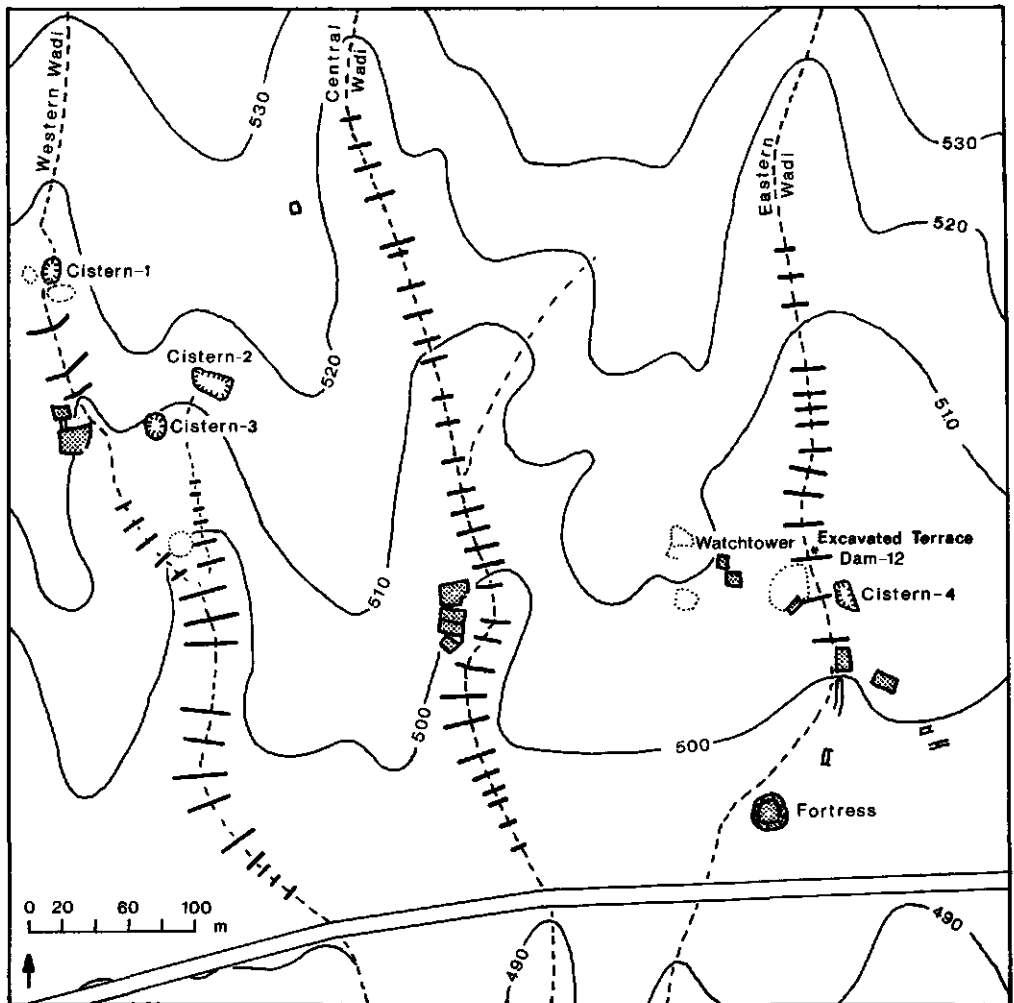 Western Wadi
Central
Wadi
Eastern
Wadi
530
530
520
Cistern-1
Cistern-2
520
510
Cistern-3
Watchtower
Excavated Terrace
Dam-12
Cistern-4
510
500
500
Fortress
0 20 60 100
m
490
490